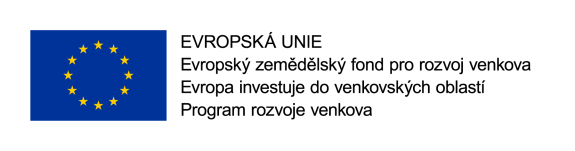 EVROPSKÁ UNIE
Evropský zemědělský fond pro rozvoj venkova
Evropa investuje do venkovských oblastí
Program rozvoje venkova